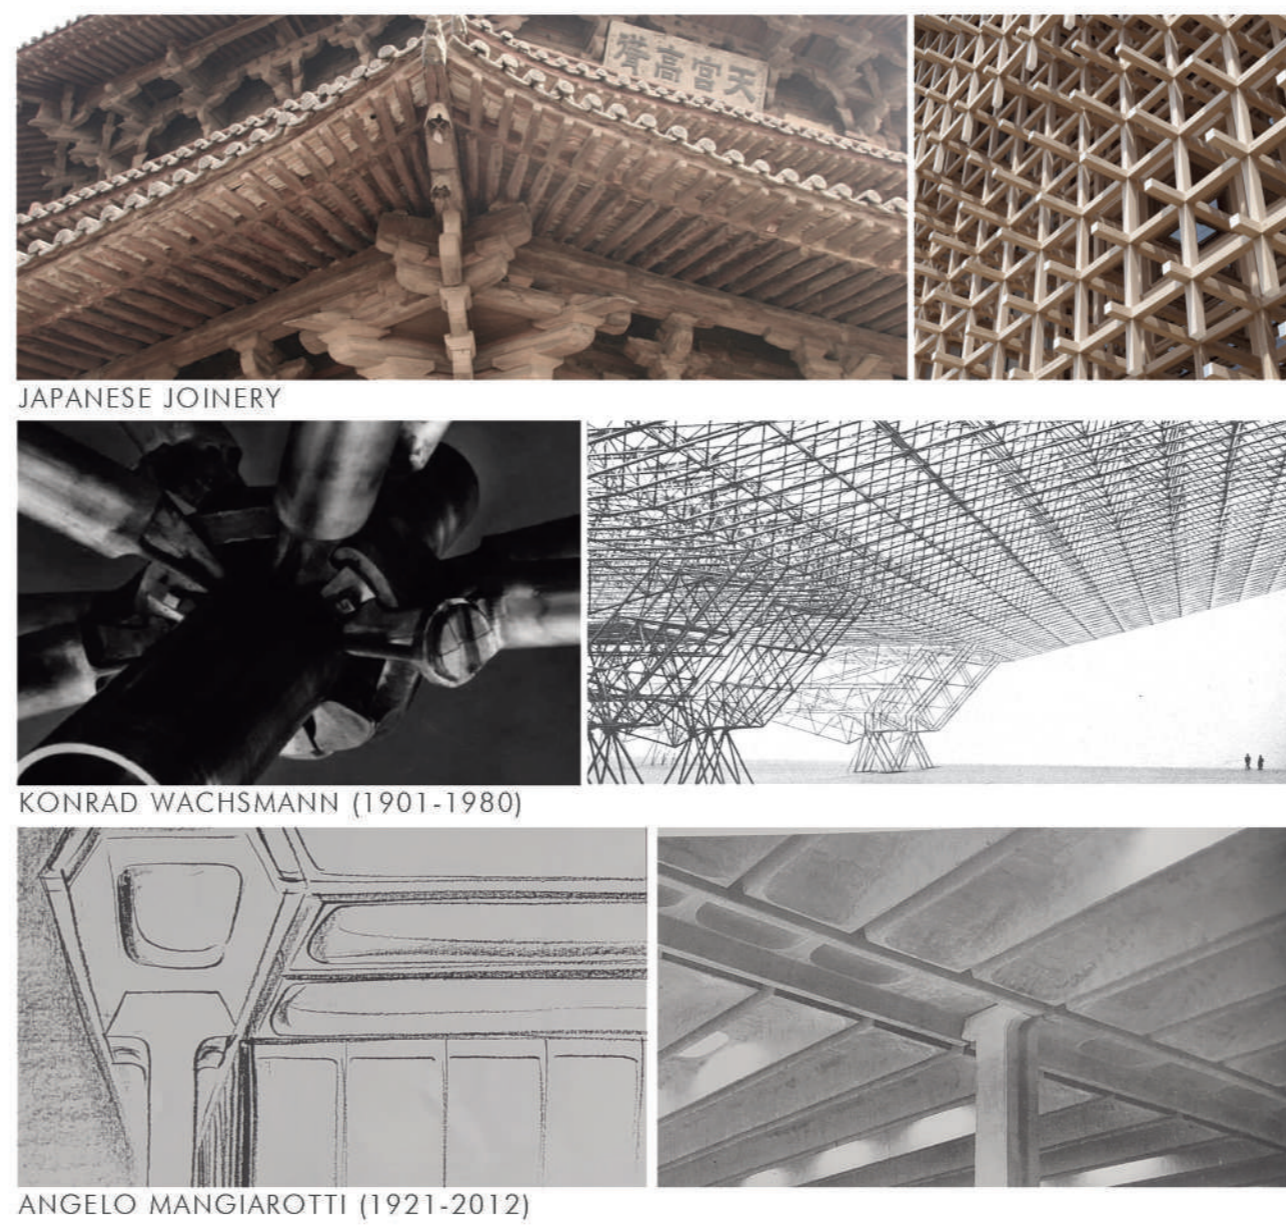 天宮高聳
JAPANESE JOINERY
KONRAD WACHSMANN (1901-1980)
ANGELO MANGIAROTTI (1921-2012)